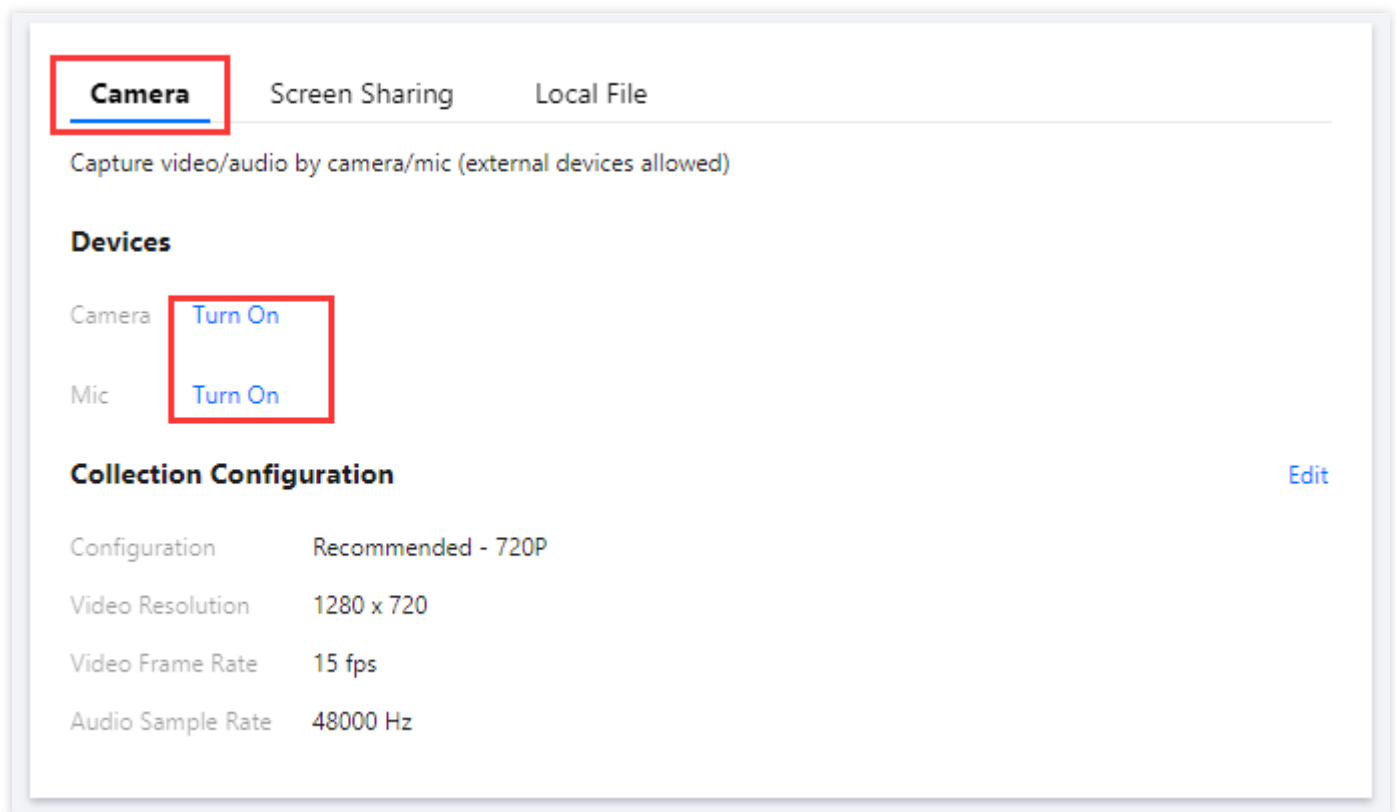 Camera Screen Sharing Local File
Capture video/audio by camera/mic (external devices allowed)
Devices
Camera Turn On
Mic Turn On
Collection Configuration Edit
Configuration Recommended - 720P
Video Resolution 1280 x 720
Video Frame Rate 15 fps
Audio Sample Rate 48000 Hz